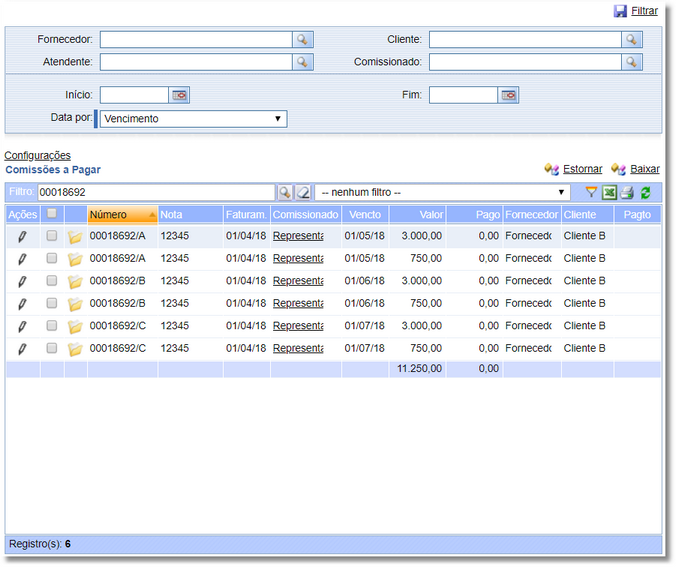 Filtrar
Fornecedor: Cliente:
Atendente: Comissionado:
Início: Fim:
Data por: Vencimento
Configurações
Comissões a Pagar Estornar Baixar
Filtro: 00018692 -- nenhum filtro --
Ações Número Nota Faturam. Comissionado Vencto Valor Pago Fornecedor Cliente Pagto
00018692/A 12345 01/04/18 Representa 01/05/18 3.000,00 0,00 Fornecedo Cliente B
00018692/A 12345 01/04/18 Representa 01/05/18 750,00 0,00 Fornecedo Cliente B
00018692/B 12345 01/04/18 Representa 01/06/18 3.000,00 0,00 Fornecedo Cliente B
00018692/B 12345 01/04/18 Representa 01/06/18 750,00 0,00 Fornecedo Cliente B
00018692/C 12345 01/04/18 Representa 01/07/18 3.000,00 0,00 Fornecedo Cliente B
00018692/C 12345 01/04/18 Representa 01/07/18 750,00 0,00 Fornecedo Cliente B
11.250,00 0,00
Registro(s): 6